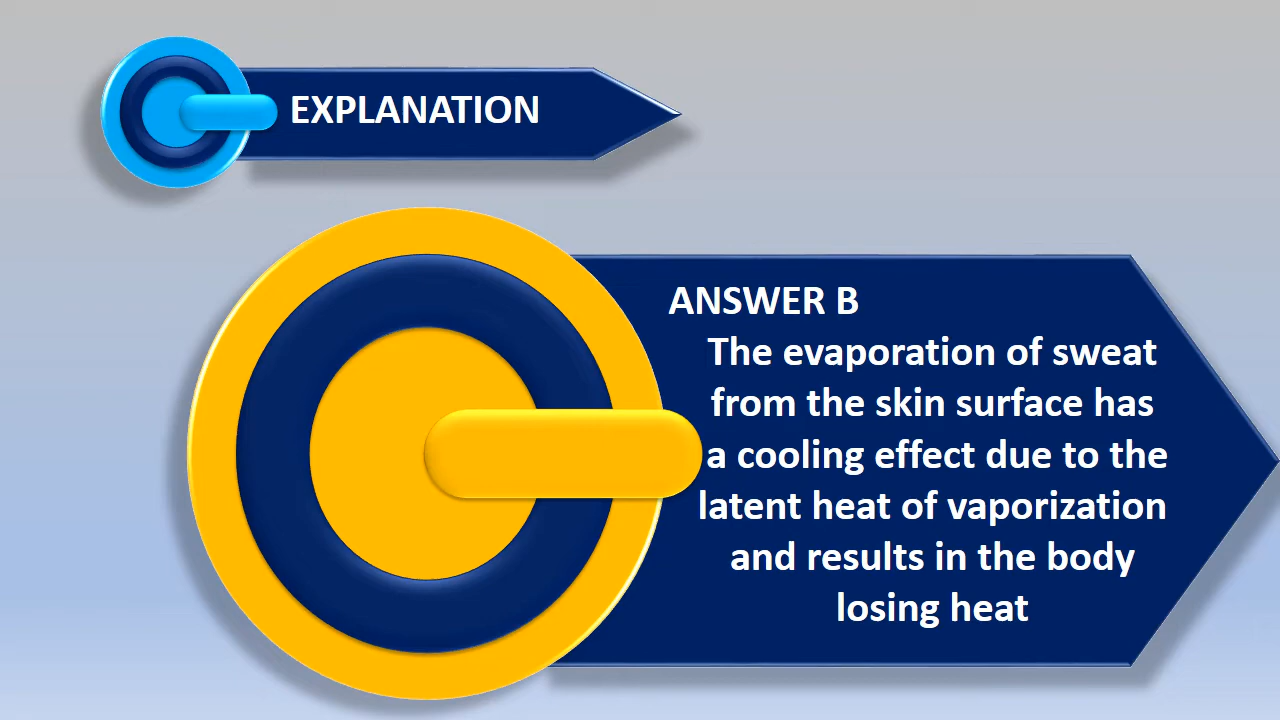 EXPLANATION
ANSWER B
The evaporation of sweat
from the skin surface has
a cooling effect due to the
latent heat of vaporization
and results in the body
losing heat